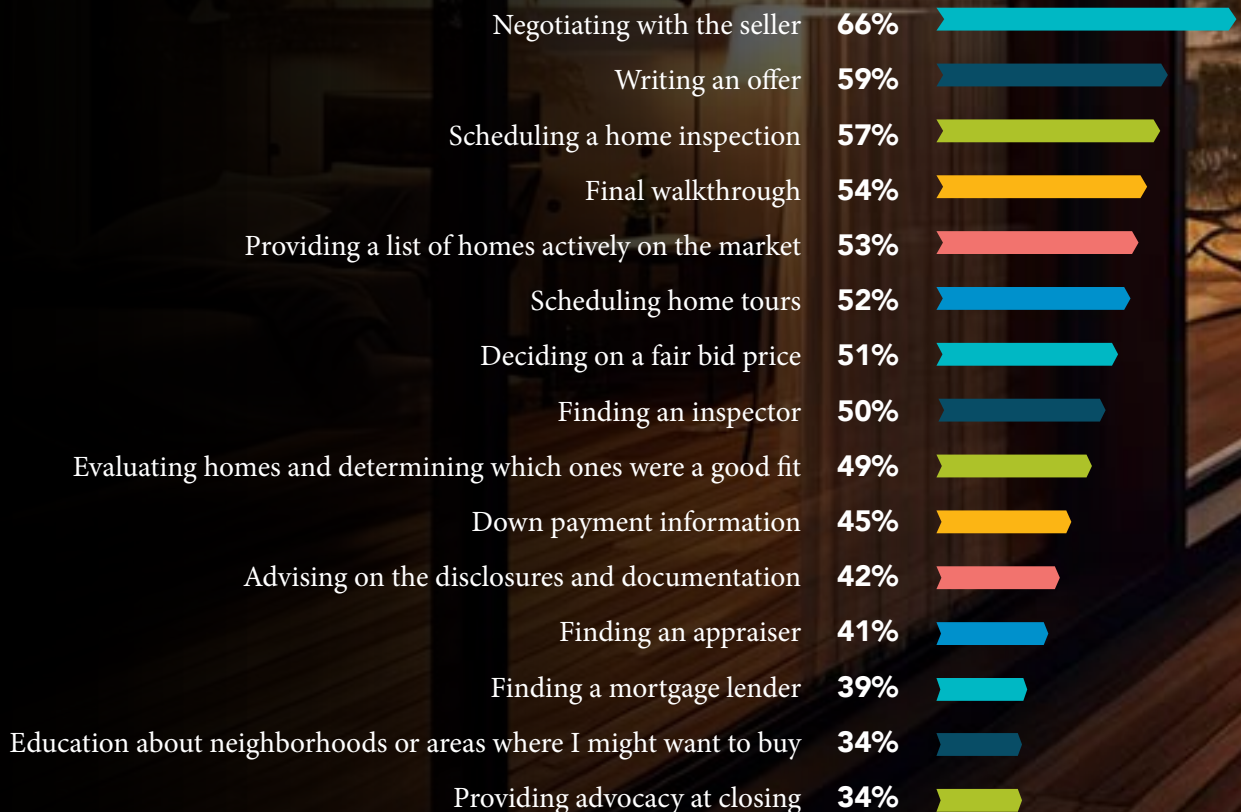 Negotiating with the seller 66%
Writing an offer 59%
Scheduling a home inspection 57%
Final walkthrough 54%
Providing a list of homes actively on the market 53%
Scheduling home tours 52%
Deciding on a fair bid price 51%
Finding an inspector 50%
Evaluating homes and determining which ones were a good fit 49%
Down payment information 45%
Advising on the disclosures and documentation 42%
Finding an appraiser 41%
Finding a mortgage lender 39%
Education about neighborhoods or areas where I might want to buy 34%
Providing advocacy at closing 34%